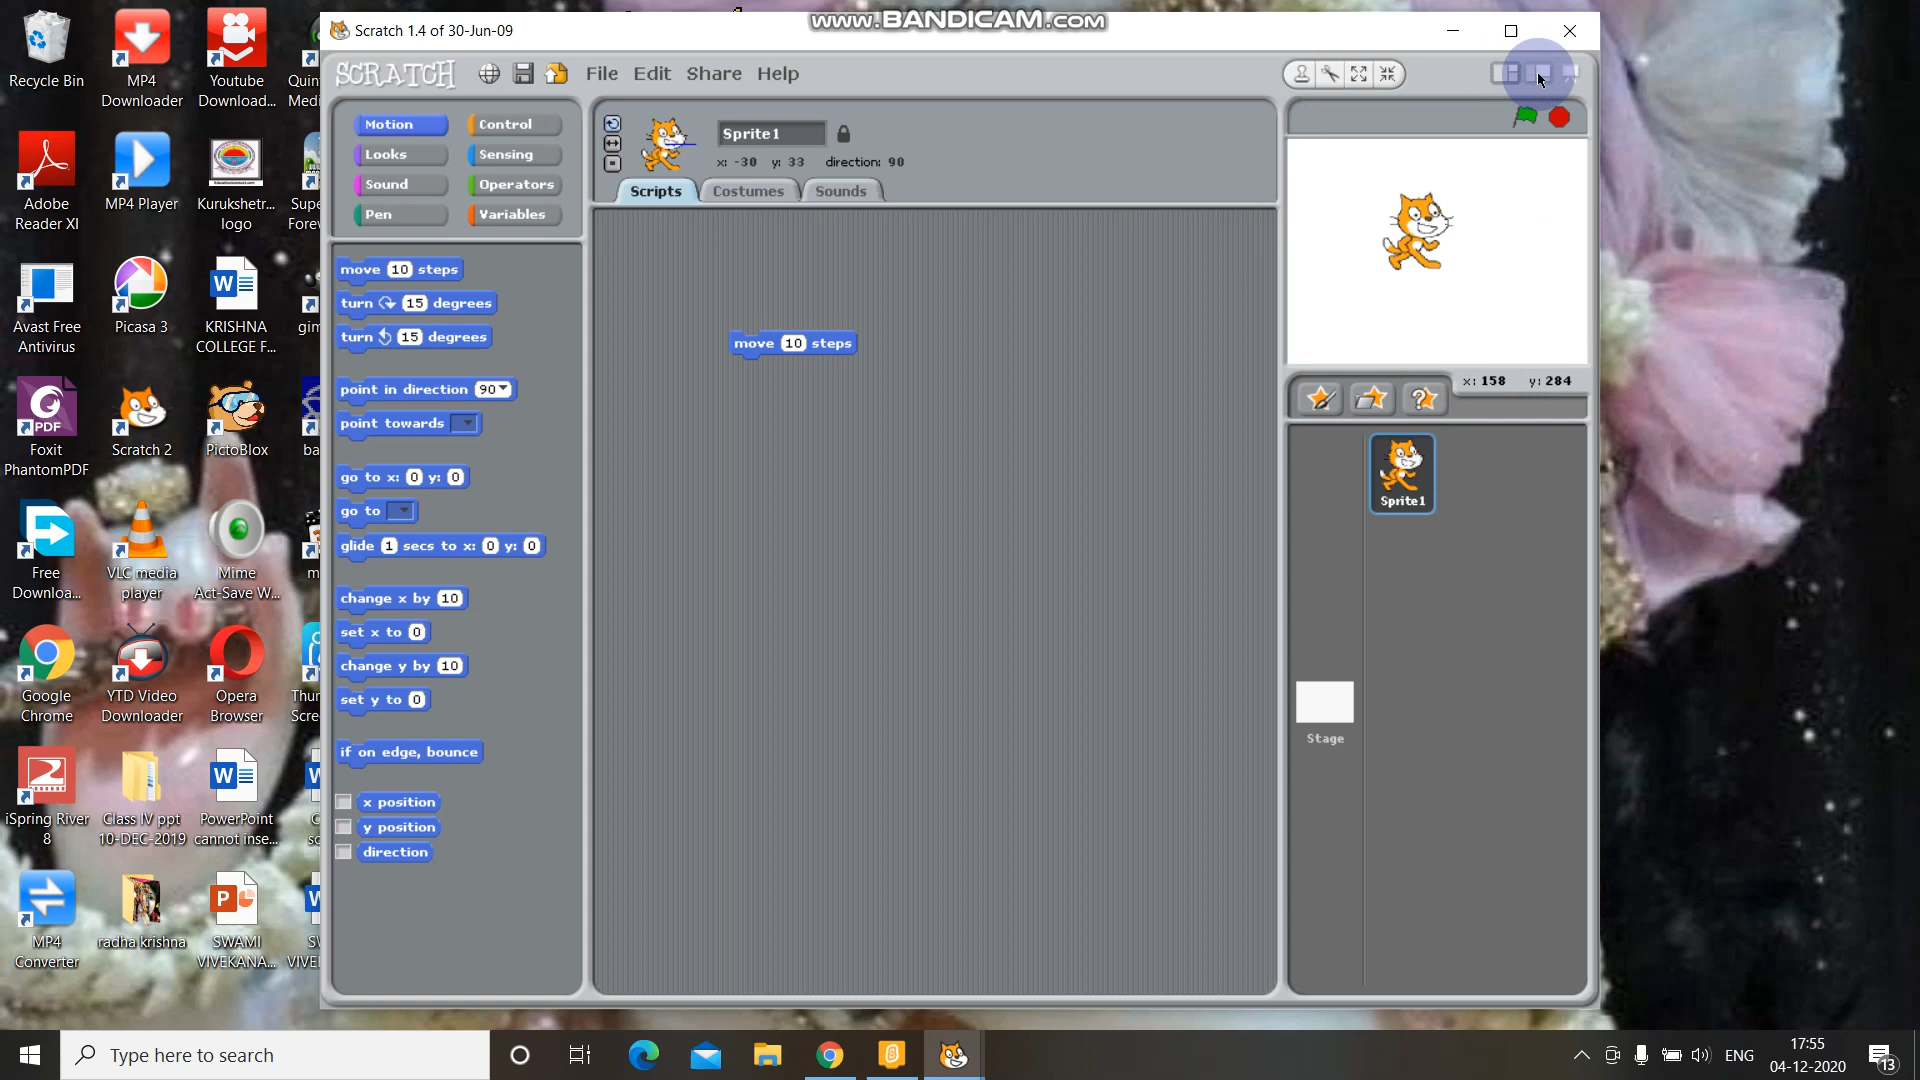 WWW.BANDICAM.COM
Scratch 1.4 of 30-Jun-09
SCRATCH
File Edit Share Help
Motion Control
Looks Sensing
Sound Operators
Pen Variables
Sprite1
x: -30 y: 33 direction: 90
Scripts Costumes Sounds
move 10 steps
turn 15 degrees
turn 15 degrees
point in direction 90
point towards
go to x: 0 y: 0
go to
glide 1 secs to x: 0 y: 0
change x by 10
set x to 0
change y by 10
set y to 0
if on edge, bounce
x position
y position
direction
move 10 steps
x: 158 y: 284
Sprite1
Stage
Recycle Bin
MP4
Downloader
Youtube
Download...
Adobe
Reader XI
MP4 Player
Kurukshetr...
logo
Avast Free
Antivirus
Picasa 3
KRISHNA
COLLEGE F...
Foxit
PhantomPDF
PDF
Scratch 2
PictoBlox
Free
Downloa...
VLC media
player
Mime
Act-Save W...
Google
Chrome
YTD Video
Downloader
Opera
Browser
iSpring River
8
Class IV ppt
10-DEC-2019
PowerPoint
cannot inse...
MP4
Converter
radha krishna
SWAMI
VIVEKANA...
Type here to search
ENG
17:55
04-12-2020
13